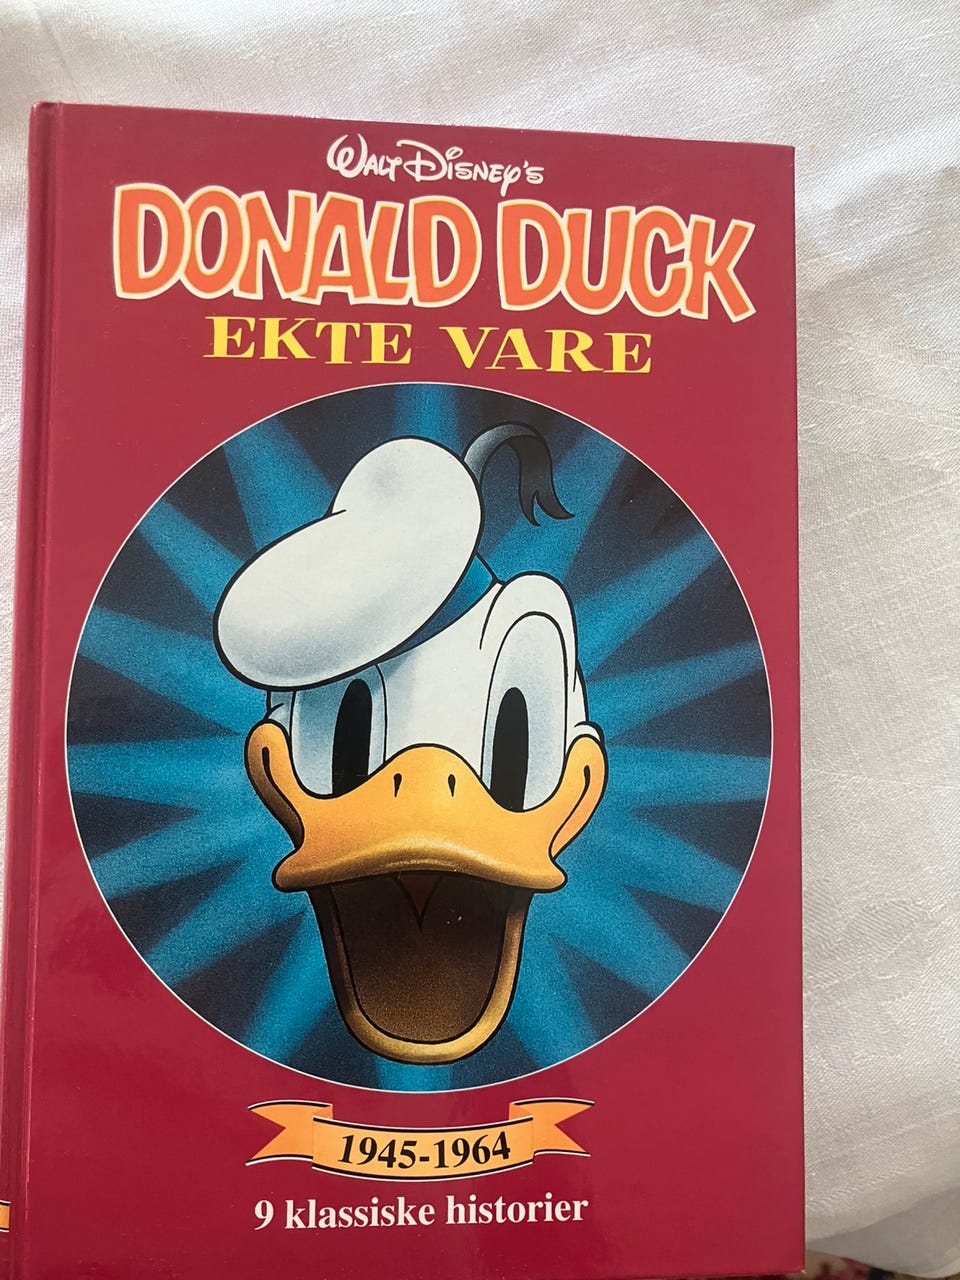 WALT DISNEY'S
DONALD DUCK
EKTE VARE
1945-1964
9 klassiske historier